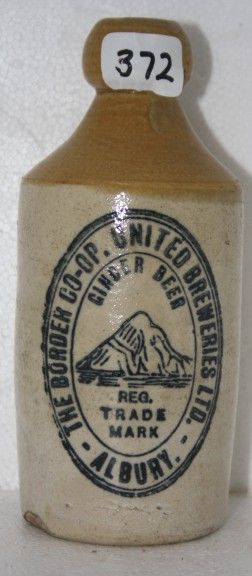 372
THE BORDER CO-OP. UNITED BREWERIES LTD.
GINGER BEER
REG.
TRADE
MARK
- ALBURY. -